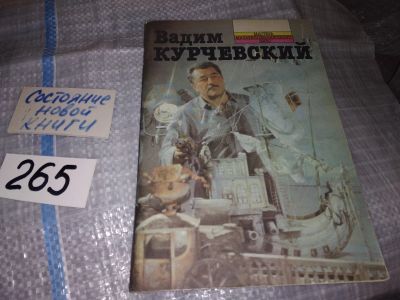 Вадим
КУРЧЕВСКИЙ
Состояние
новой
книги
265